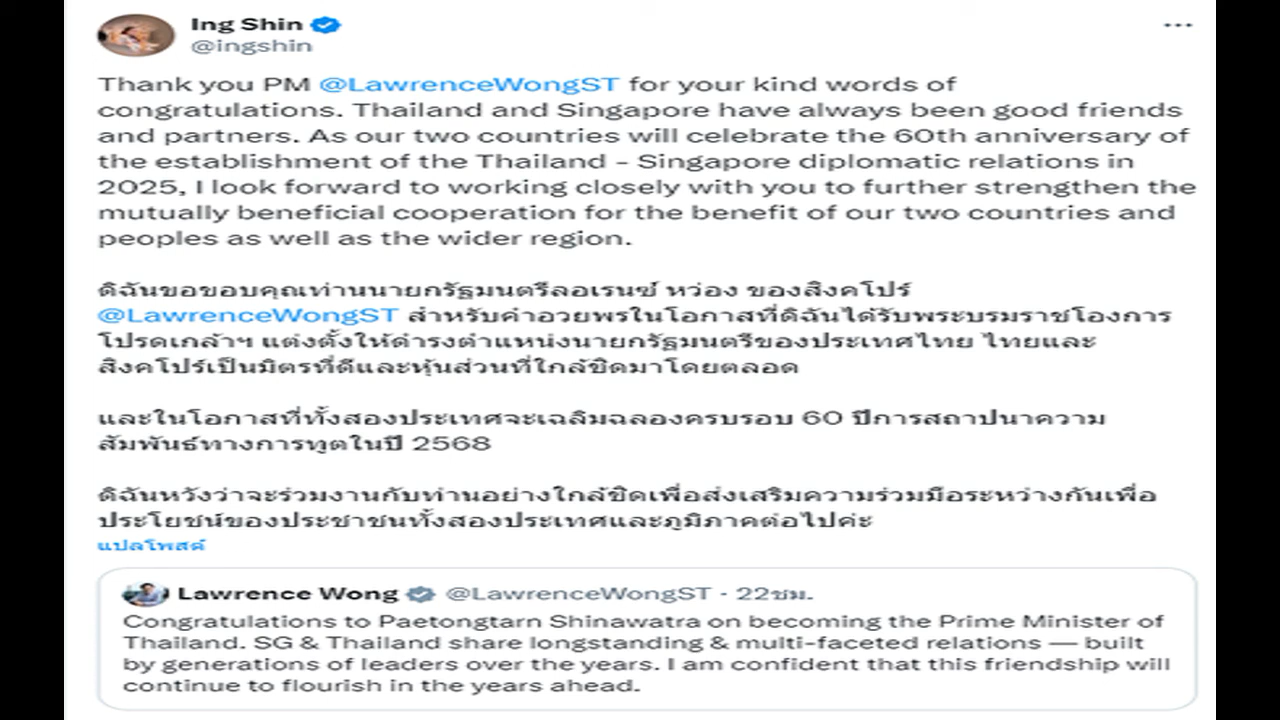 Ing Shin
@ingshin
Thank you PM @LawrenceWongST for your kind words of
congratulations. Thailand and Singapore have always been good friends
and partners. As our two countries will celebrate the 60th anniversary of
the establishment of the Thailand - Singapore diplomatic relations in
2025, I look forward to working closely with you to further strengthen the
mutually beneficial cooperation for the benefit of our two countries and
peoples as well as the wider region.
ดิฉันขอขอบคุณท่านนายกรัฐมนตรีลอเรนซ์ หว่อง ของสิงคโปร์
@LawrenceWongST สำหรับคำอวยพรในโอกาสที่ดิฉันได้รับพระบรมราชโองการ
โปรดเกล้าฯ แต่งตั้งให้ดำรงตำแหน่งนายกรัฐมนตรีของประเทศไทย ไทยและ
สิงคโปร์เป็นมิตรที่ดีและหุ้นส่วนที่ใกล้ชิดมาโดยตลอด
และในโอกาสที่ทั้งสองประเทศจะเฉลิมฉลองครบรอบ 60 ปีการสถาปนาความ
สัมพันธ์ทางการทูตในปี 2568
ดิฉันหวังว่าจะร่วมงานกับท่านอย่างใกล้ชิดเพื่อส่งเสริมความร่วมมือระหว่างกันเพื่อ
ประโยชน์ของประชาชนทั้งสองประเทศและภูมิภาคต่อไปค่ะ
แปลโพสต์
Lawrence Wong @LawrenceWongST · 22ชม.
Congratulations to Paetongtarn Shinawatra on becoming the Prime Minister of
Thailand. SG & Thailand share longstanding & multi-faceted relations — built
by generations of leaders over the years. I am confident that this friendship will
continue to flourish in the years ahead.